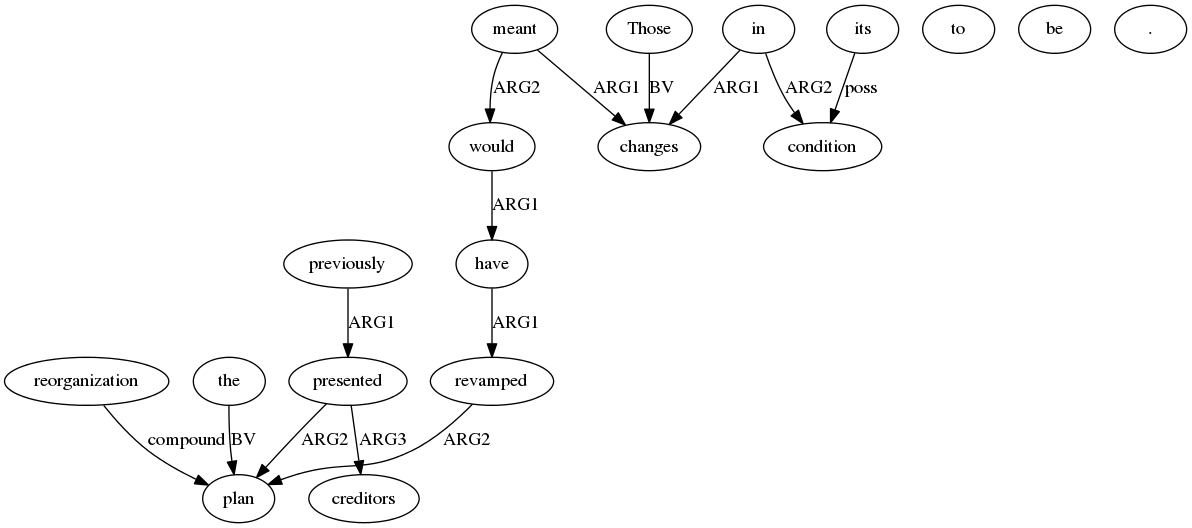 meant Those in its to be .
ARG2 ARG1 BV ARG1 ARG2 poss
would changes condition
ARG1
previously have
ARG1 ARG1
reorganization the presented revamped
compound BV ARG2 ARG3 ARG2
plan creditors